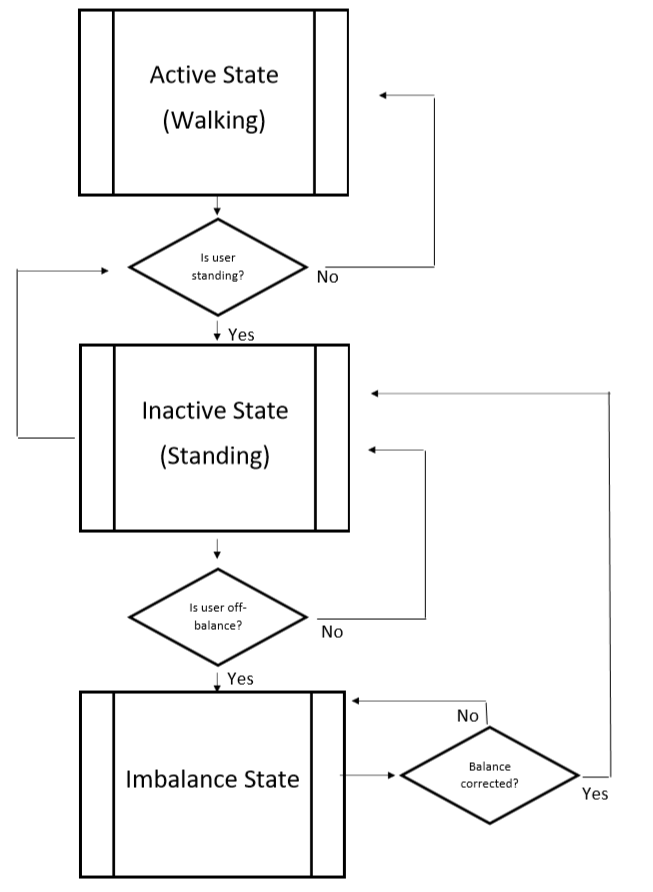 Active State
(Walking)
Is user
standing?
No
Yes
Inactive State
(Standing)
Is user off-
balance?
No
Yes
Imbalance State
No
Balance
corrected?
Yes